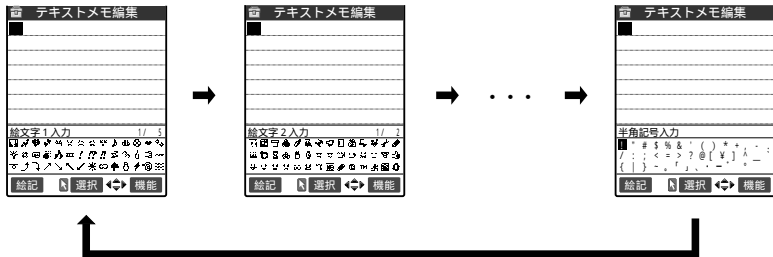 テキストメモ編集
絵文字1入力 1/ 5
絵記 選択 機能
テキストメモ編集
絵文字2入力 1/ 2
絵記 選択 機能
・・・
テキストメモ編集
半角記号入力
! " # $ % & ' ( ) * + , - .
/ : ; < = > ? @ [ ¥ ] ^ _ `
{ | } ~ 。 「 」 、 ・ ー ゛ ゜
絵記 選択 機能